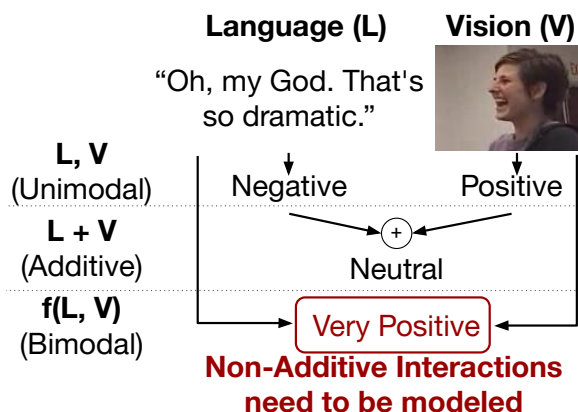 Language (L) Vision (V)
“Oh, my God. That's
so dramatic.”
L, V
(Unimodal)
Negative Positive
L + V
(Additive)
+
Neutral
f(L, V)
(Bimodal)
Very Positive
Non-Additive Interactions
need to be modeled